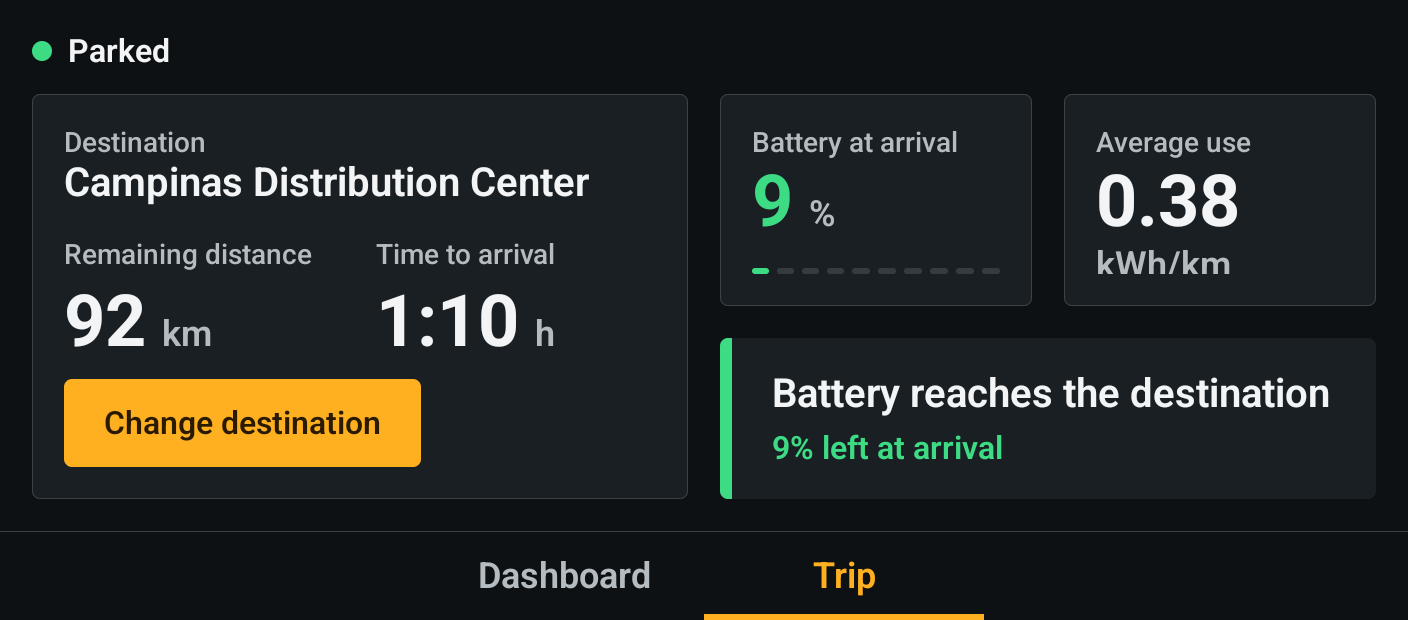 Parked
Destination
Campinas Distribution Center
Remaining distance
92 km
Time to arrival
1:10 h
Change destination
Battery at arrival
9 %
Average use
0.38
kWh/km
Battery reaches the destination
9% left at arrival
Dashboard
Trip